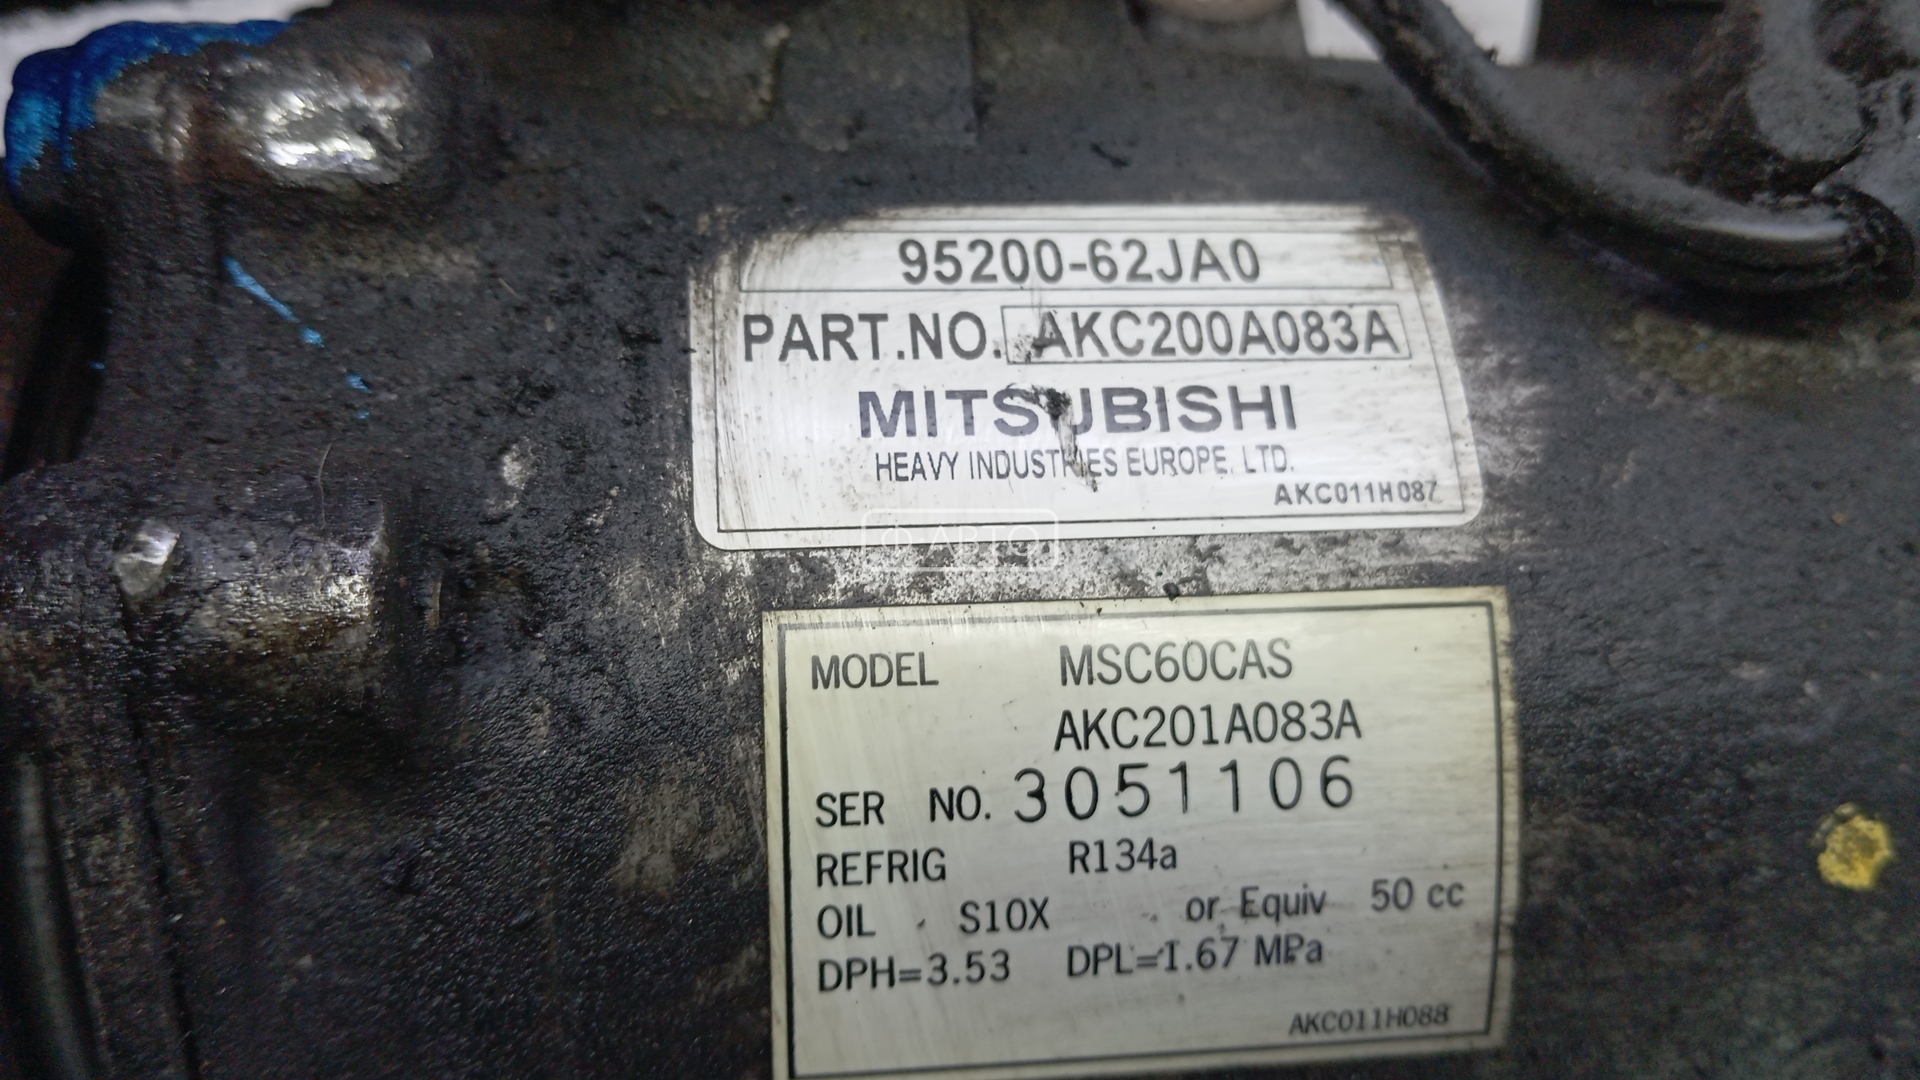 95200-62JA0
PART.NO. AKC200A083A
MITSUBISHI
HEAVY INDUSTRIES EUROPE. LTD.
AKC011H087
Ф-АВТО
MODEL MSC60CAS
AKC201A083A
SER NO. 3051106
REFRIG R134a
OIL S10X or Equiv 50 cc
DPH=3.53 DPL=1.67 MPa
AKC011H088